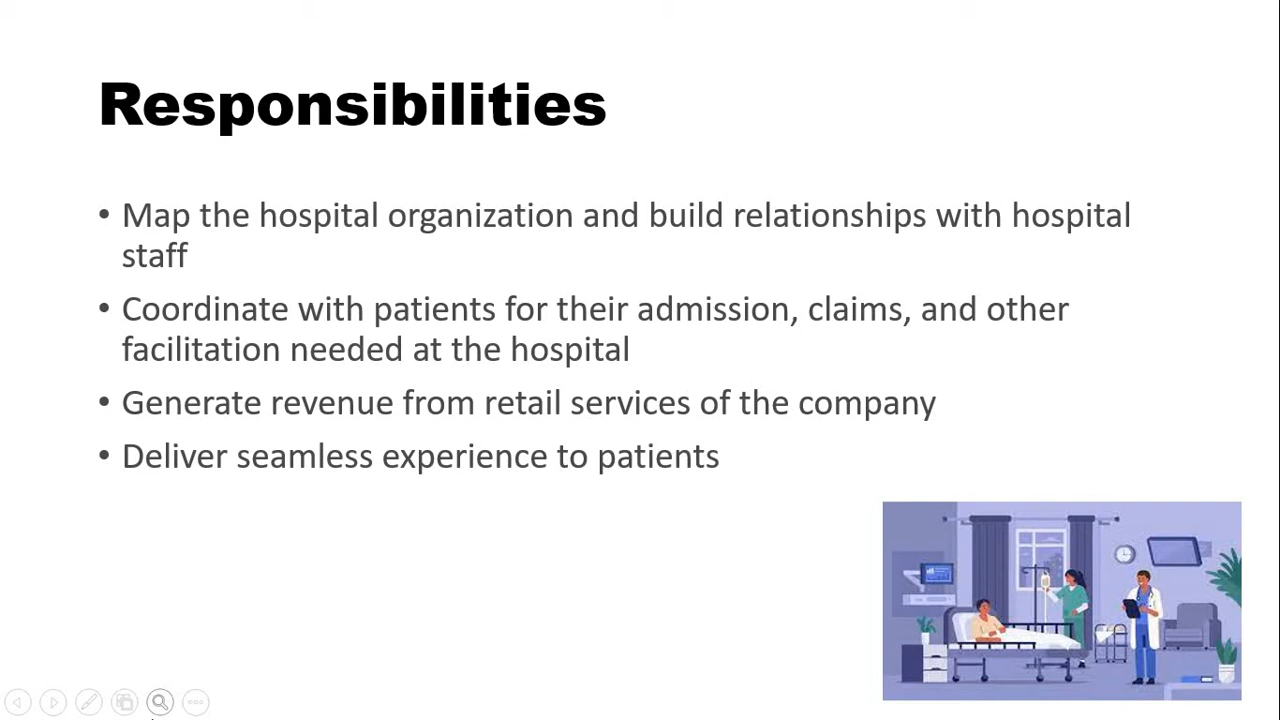 Responsibilities
• Map the hospital organization and build relationships with hospital
staff
• Coordinate with patients for their admission, claims, and other
facilitation needed at the hospital
• Generate revenue from retail services of the company
• Deliver seamless experience to patients